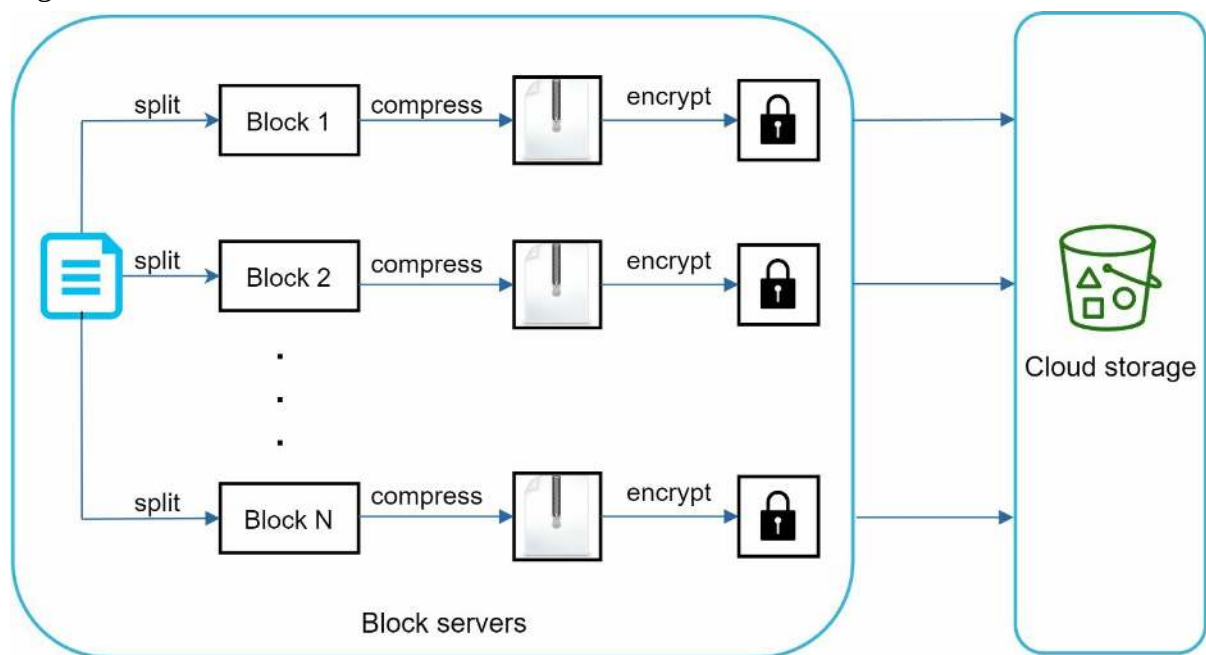 split
Block 1
compress
encrypt
split
Block 2
compress
encrypt
split
Block N
compress
encrypt
Cloud storage
Block servers